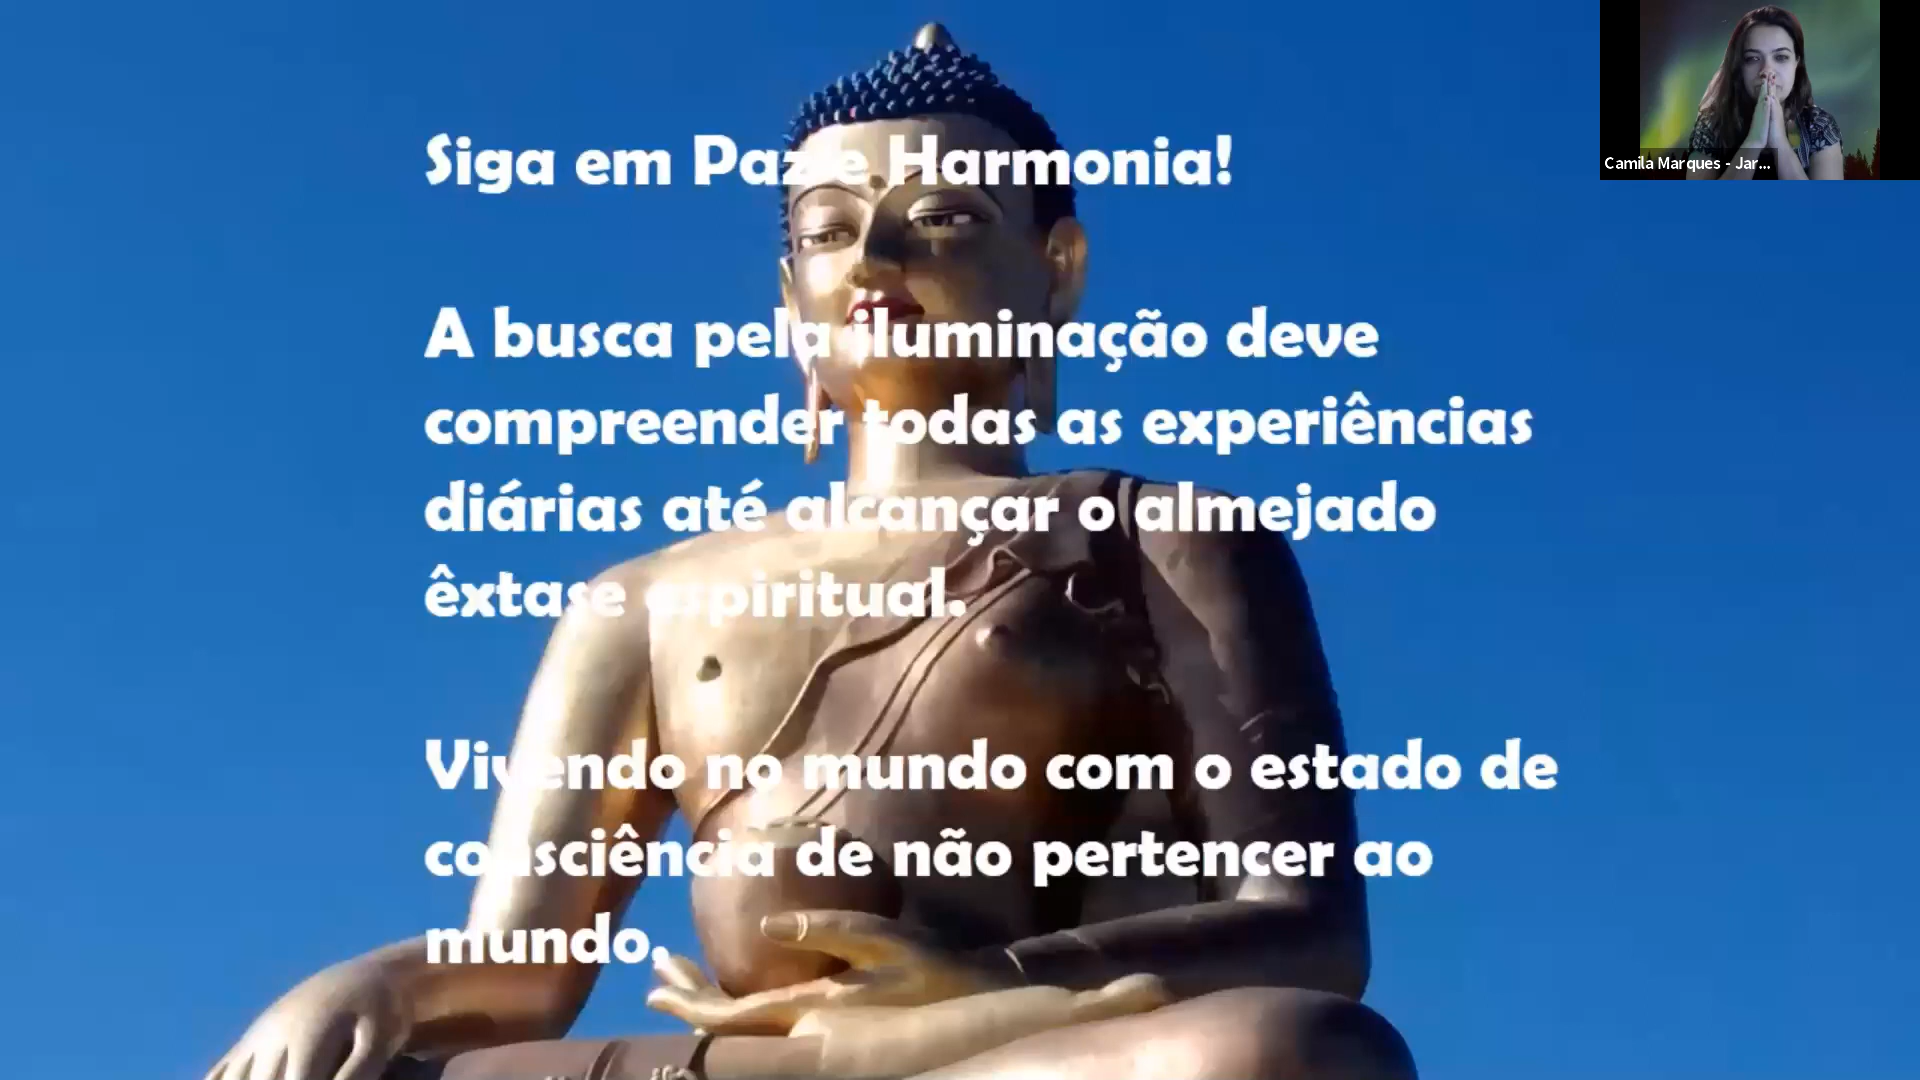 Siga em Paz e Harmonia!
A busca pela iluminação deve
compreender todas as experiências
diárias até alcançar o almejado
êxtase espiritual.
Vivendo no mundo com o estado de
consciência de não pertencer ao
mundo.
Camila Marques - Jar...